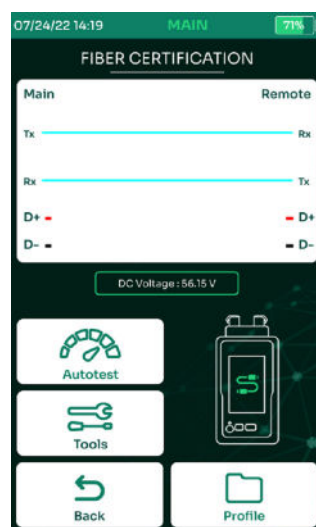 07/24/22 14:19 MAIN 71%
FIBER CERTIFICATION
Main Remote
Tx Rx
Rx Tx
D+ D+
D- D-
DC Voltage : 56.15 V
Autotest
Tools
Back Profile